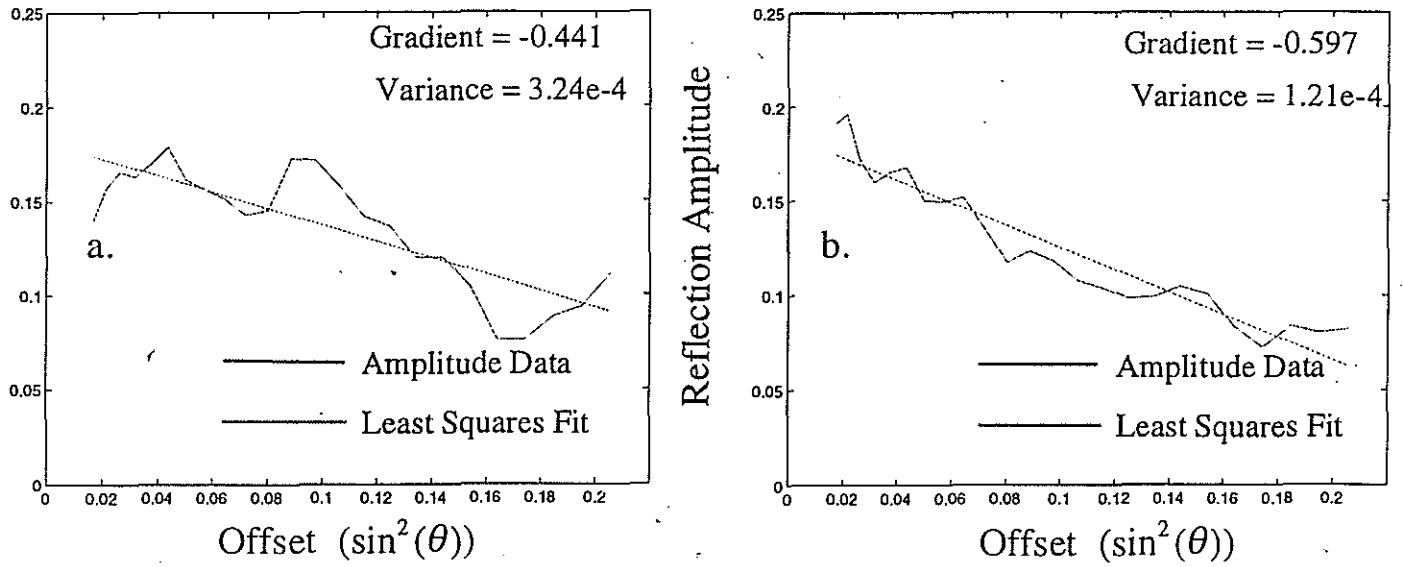 0.25
Gradient = -0.441
Variance = 3.24e-4
0.2
0.15
a.
0.1
Amplitude Data
0.05
Least Squares Fit
0
0 0.02 0.04 0.06 0.08 0.1 0.12 0.14 0.16 0.18 0.2
Offset (sin²(θ))
Reflection Amplitude
0.25
Gradient = -0.597
Variance = 1.21e-4
0.2
0.15
b.
0.1
Amplitude Data
0.05
Least Squares Fit
0
0 0.02 0.04 0.06 0.08 0.1 0.12 0.14 0.16 0.18 0.2
Offset (sin²(θ))